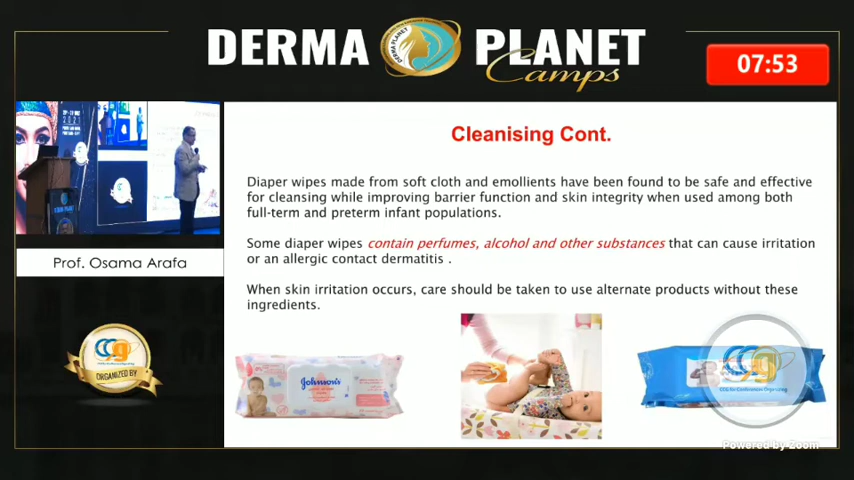 DERMA PLANET
Camps
07:53
Cleanising Cont.
Diaper wipes made from soft cloth and emollients have been found to be safe and effective
for cleansing while improving barrier function and skin integrity when used among both
full-term and preterm infant populations.
Some diaper wipes contain perfumes, alcohol and other substances that can cause irritation
or an allergic contact dermatitis .
When skin irritation occurs, care should be taken to use alternate products without these
ingredients.
Prof. Osama Arafa
ORGANIZED BY
Johnson's
CCG for Conferences Organizing
Powered by Zoom